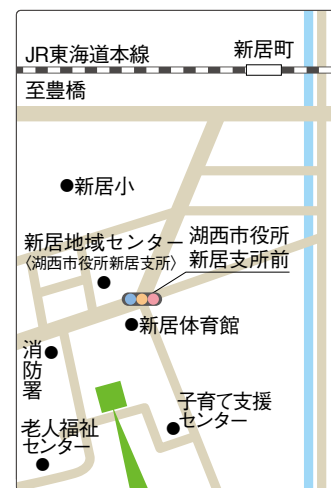 JR東海道本線
新居町
至豊橋
新居小
新居地域センター
〈湖西市役所新居支所〉
湖西市役所
新居支所前
新居体育館
消防署
子育て支援
センター
老人福祉
センター